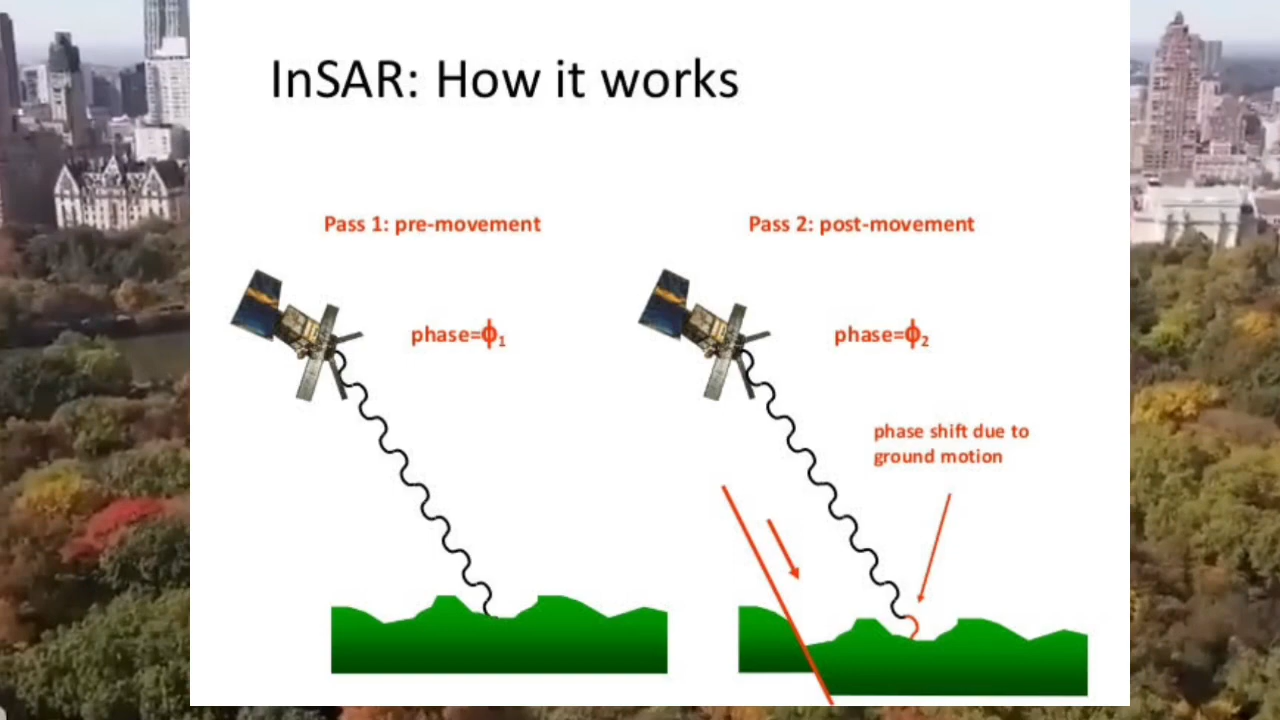 InSAR: How it works
Pass 1: pre-movement
Pass 2: post-movement
phase=ϕ₁
phase=ϕ₂
phase shift due to
ground motion